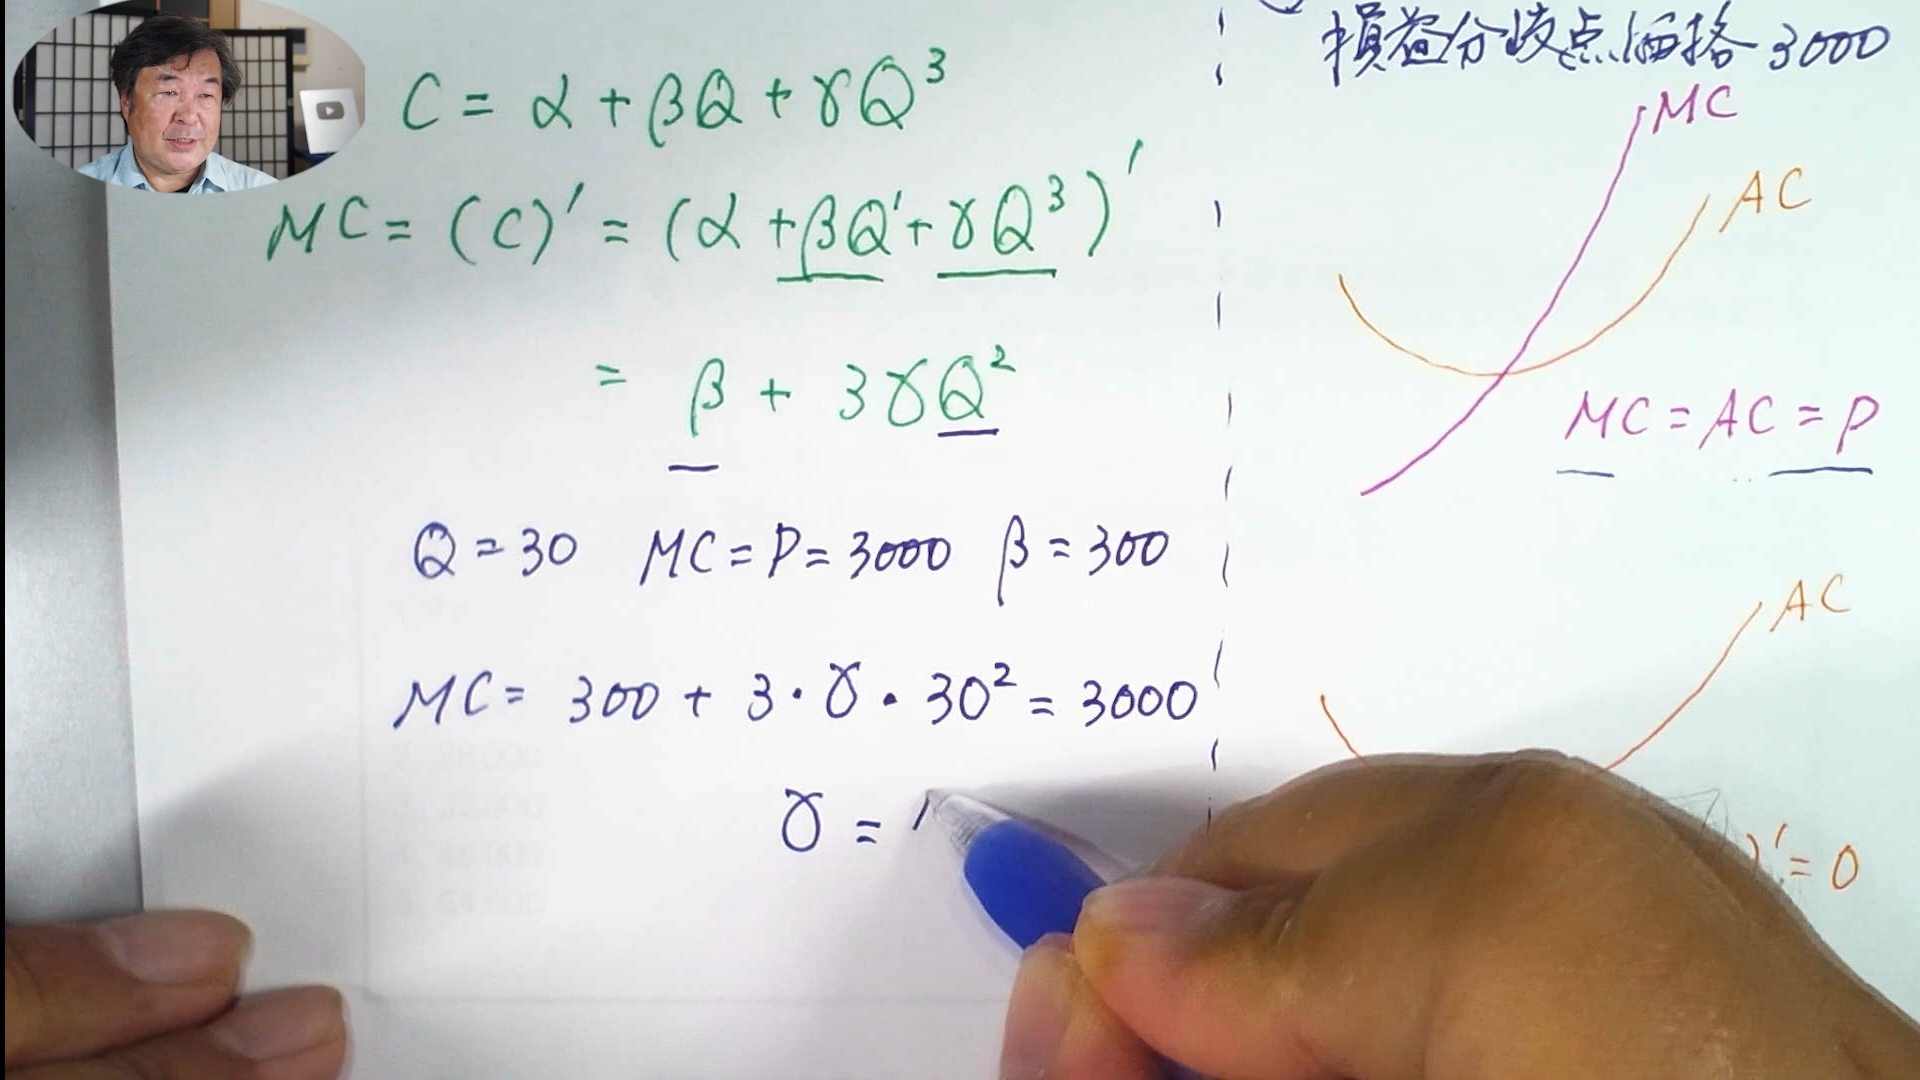 C = α + βQ + γQ³
MC = (C)' = (α + βQ' + γQ³)'
= β + 3γQ²
Q = 30 MC = P = 3000 β = 300
MC = 300 + 3・γ・30² = 3000
γ =
損益分岐点価格 3000
MC
AC
MC = AC = P
AC
)' = 0